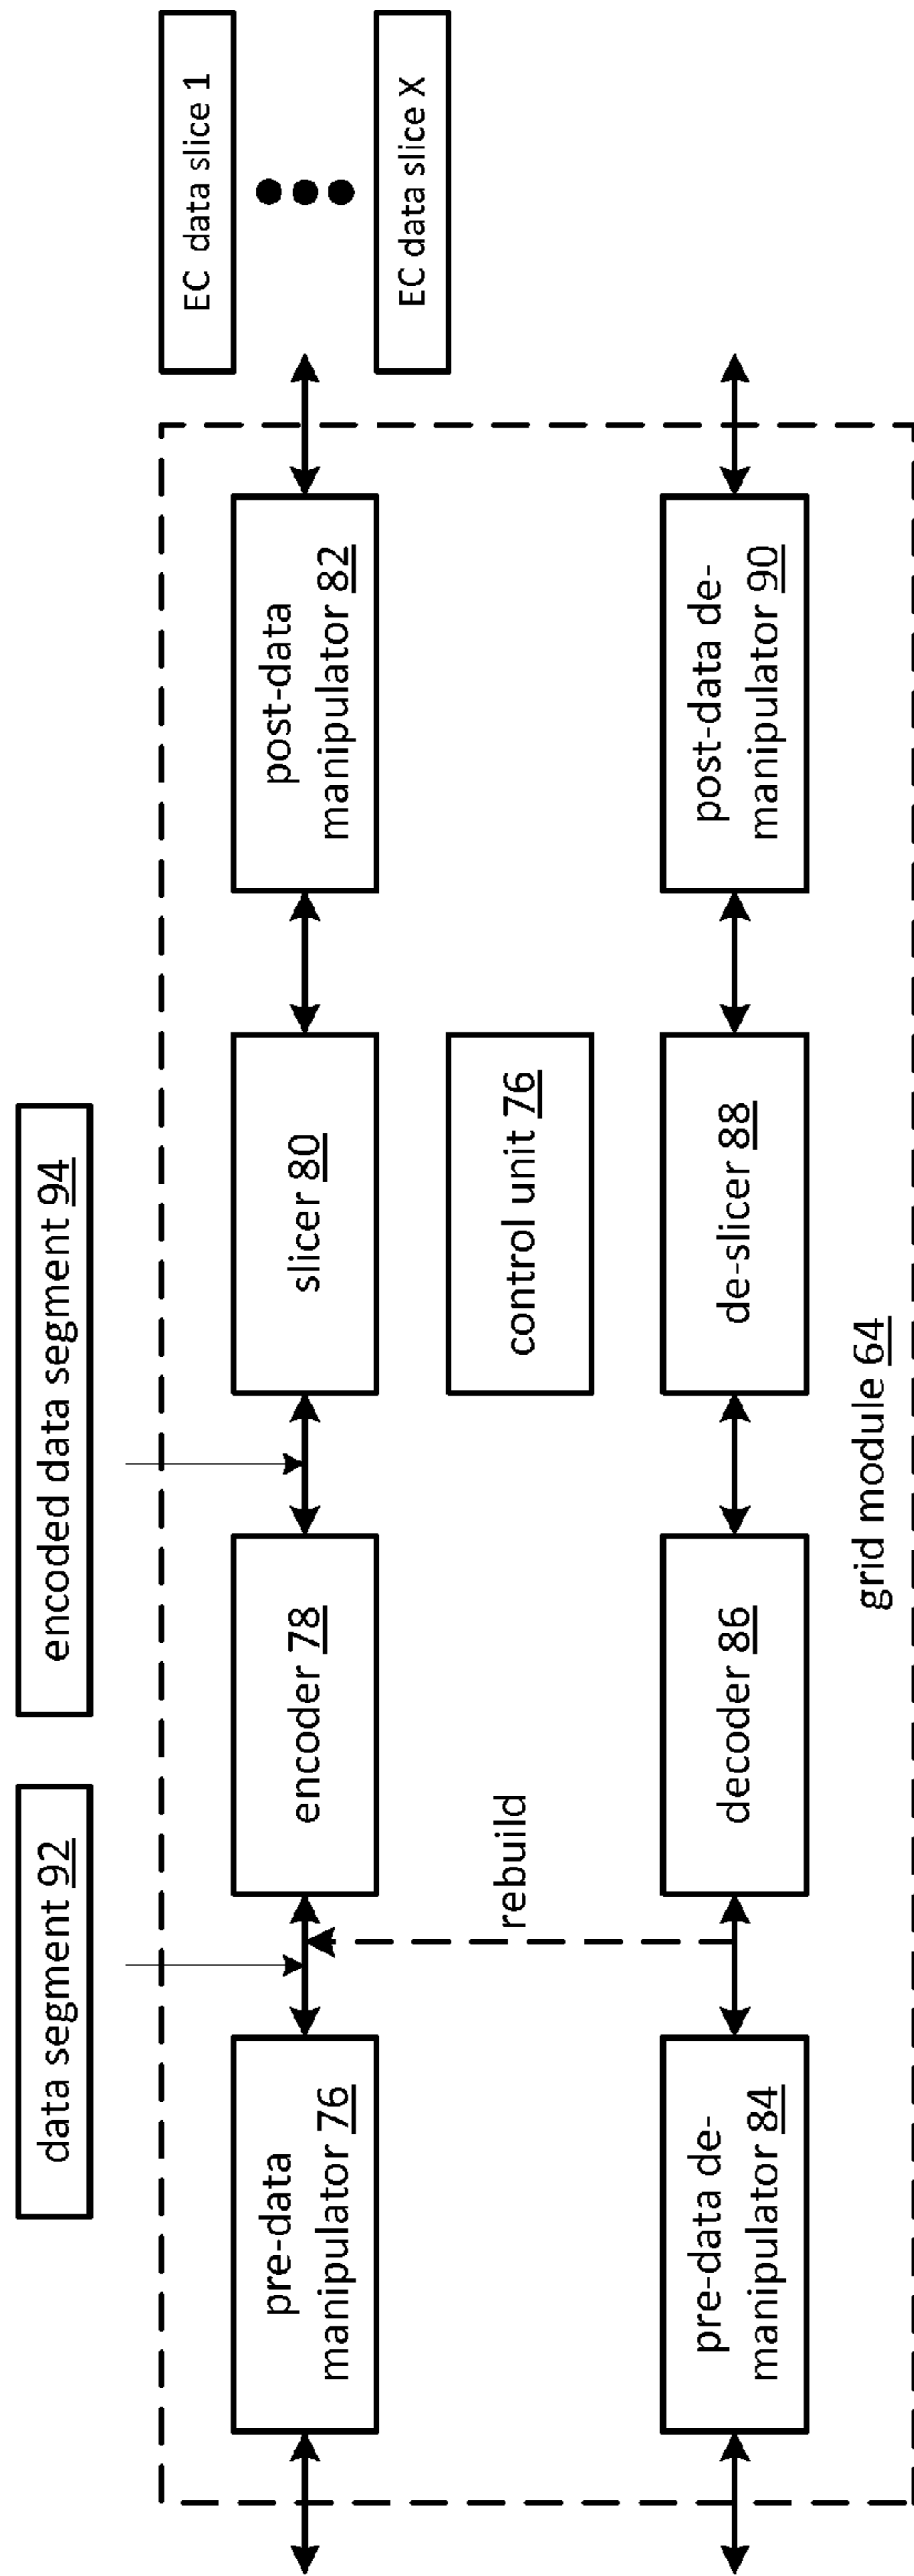 data segment 92
encoded data segment 94
pre-data
manipulator 76
encoder 78
slicer 80
post-data
manipulator 82
EC data slice 1
EC data slice X
rebuild
control unit 76
pre-data de-
manipulator 84
decoder 86
de-slicer 88
post-data de-
manipulator 90
grid module 64